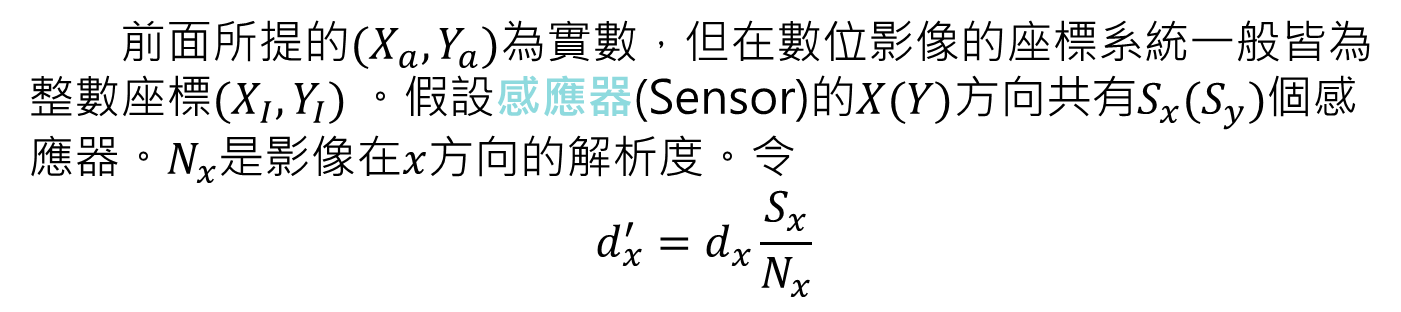 前面所提的(Xₐ, Yₐ)為實數，但在數位影像的座標系統一般皆為
整數座標(X_I, Y_I) 。假設感應器(Sensor)的X(Y)方向共有S_x(S_y)個感
應器。N_x是影像在x方向的解析度。令
d'_x = d_x S_x/N_x